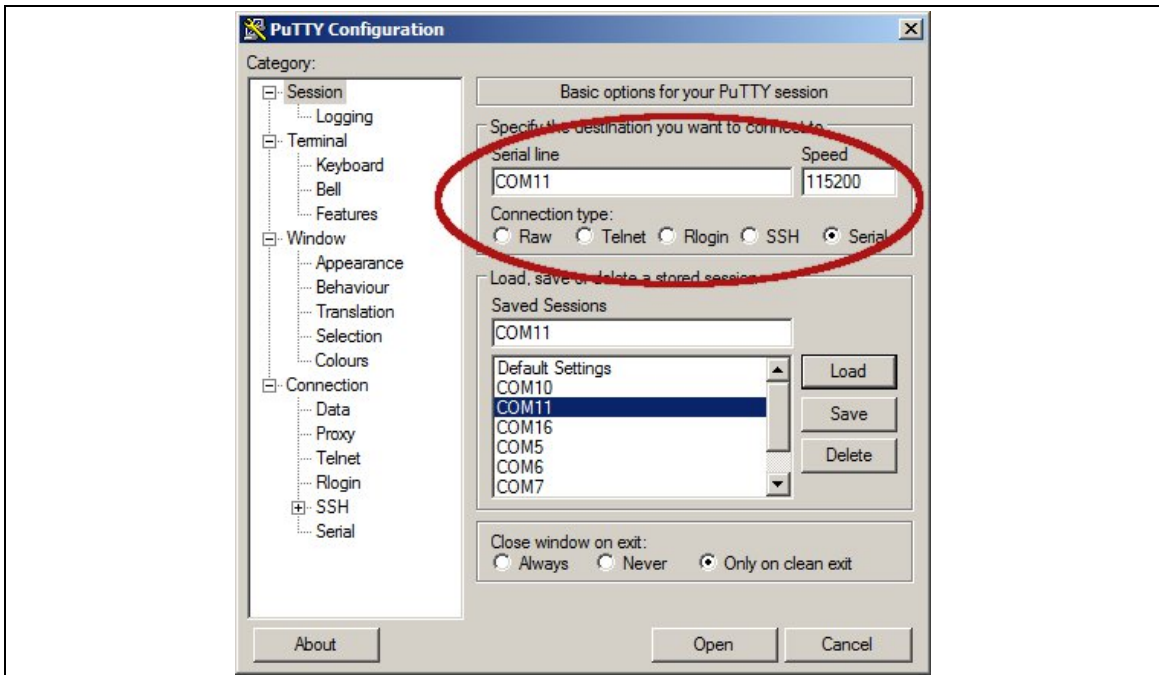 PuTTY Configuration
Category:
Session
Logging
Terminal
Keyboard
Bell
Features
Window
Appearance
Behaviour
Translation
Selection
Colours
Connection
Data
Proxy
Telnet
Rlogin
SSH
Serial
Basic options for your PuTTY session
Specify the destination you want to connect to
Serial line Speed
COM11 115200
Connection type:
Raw Telnet Rlogin SSH Serial
Load, save or delete a stored session
Saved Sessions
COM11
Default Settings
COM10
COM11
COM16
COM5
COM6
COM7
Load
Save
Delete
Close window on exit:
Always Never Only on clean exit
About Open Cancel